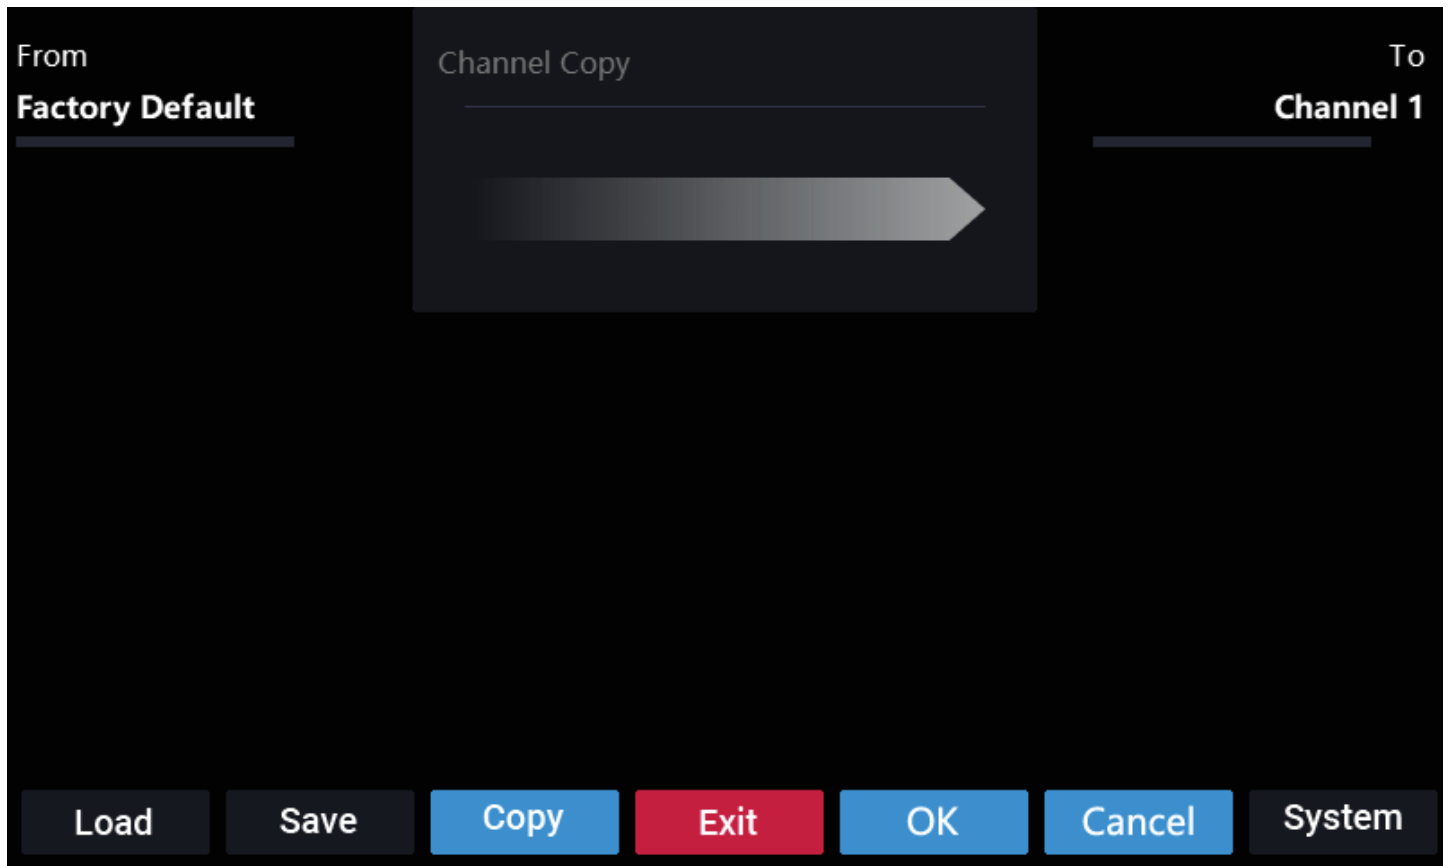 From
Factory Default
Channel Copy
To
Channel 1
Load
Save
Copy
Exit
OK
Cancel
System